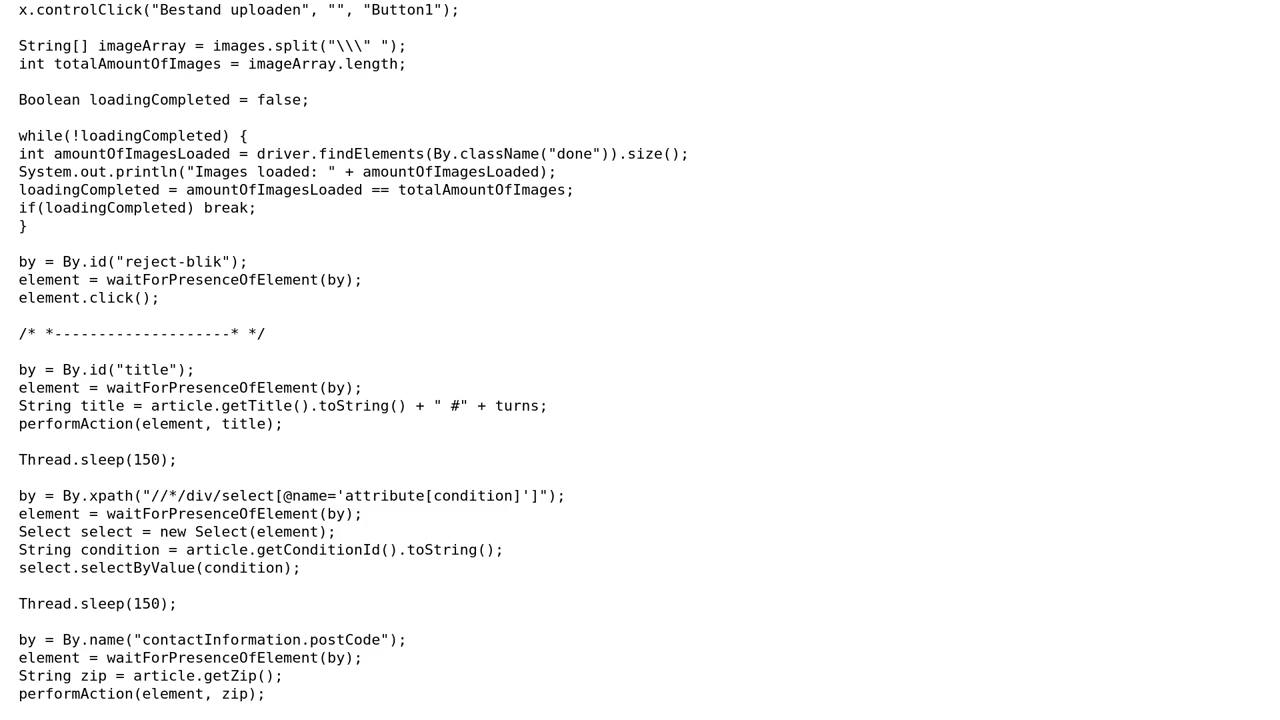 x.controlClick("Bestand uploaden", "", "Button1");
String[] imageArray = images.split("\\\" ");
int totalAmountOfImages = imageArray.length;
Boolean loadingCompleted = false;
while(!loadingCompleted) {
int amountOfImagesLoaded = driver.findElements(By.className("done")).size();
System.out.println("Images loaded: " + amountOfImagesLoaded);
loadingCompleted = amountOfImagesLoaded == totalAmountOfImages;
if(loadingCompleted) break;
}
by = By.id("reject-blik");
element = waitForPresenceOfElement(by);
element.click();
/* *--------------------* */
by = By.id("title");
element = waitForPresenceOfElement(by);
String title = article.getTitle().toString() + " #" + turns;
performAction(element, title);
Thread.sleep(150);
by = By.xpath("//*/div/select[@name='attribute[condition]']");
element = waitForPresenceOfElement(by);
Select select = new Select(element);
String condition = article.getConditionId().toString();
select.selectByValue(condition);
Thread.sleep(150);
by = By.name("contactInformation.postCode");
element = waitForPresenceOfElement(by);
String zip = article.getZip();
performAction(element, zip);